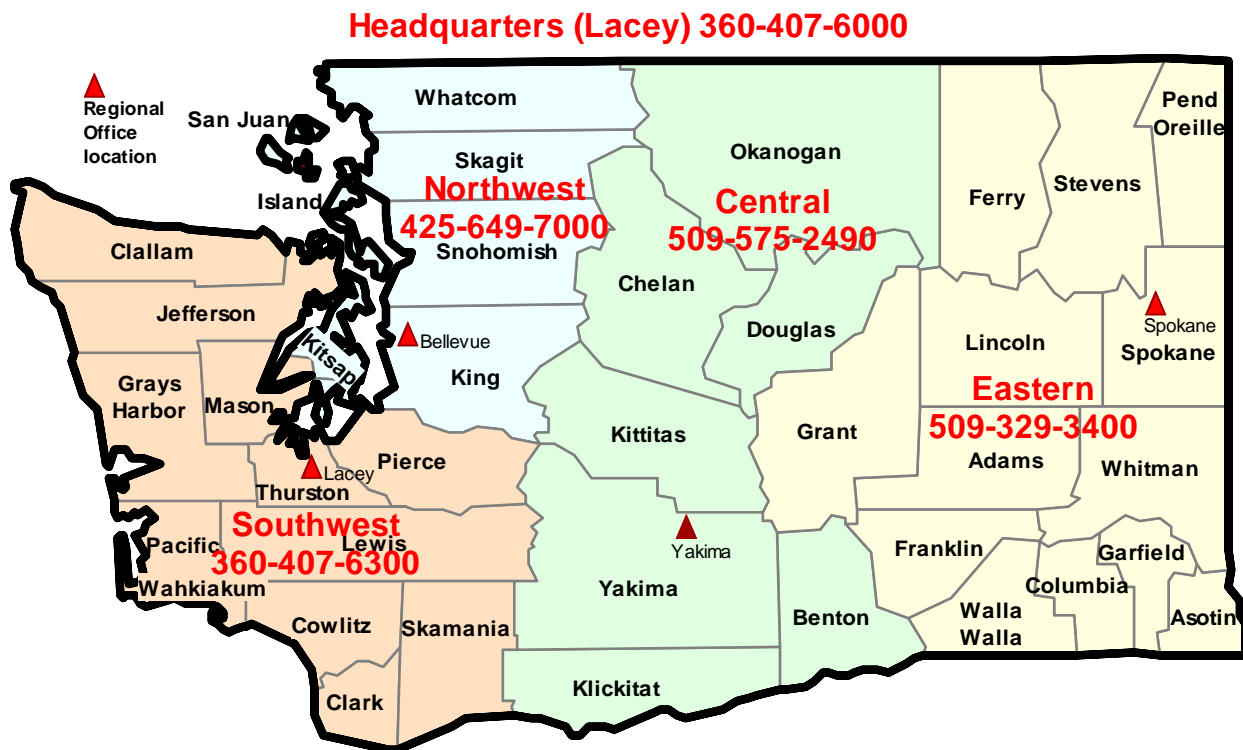 Headquarters (Lacey) 360-407-6000
Regional
Office
location
San Juan
Island
Whatcom
Skagit
Northwest
425-649-7000
Snohomish
Bellevue
King
Kitsap
Okanogan
Central
509-575-2490
Chelan
Douglas
Kittitas
Yakima
Yakima
Benton
Klickitat
Pend
Oreille
Stevens
Ferry
Lincoln
Spokane
Spokane
Eastern
509-329-3400
Grant
Adams
Whitman
Franklin
Garfield
Columbia
Walla
Walla
Asotin
Clallam
Jefferson
Grays
Harbor
Mason
Pierce
Lacey
Thurston
Southwest
360-407-6300
Lewis
Pacific
Wahkiakum
Cowlitz
Skamania
Clark